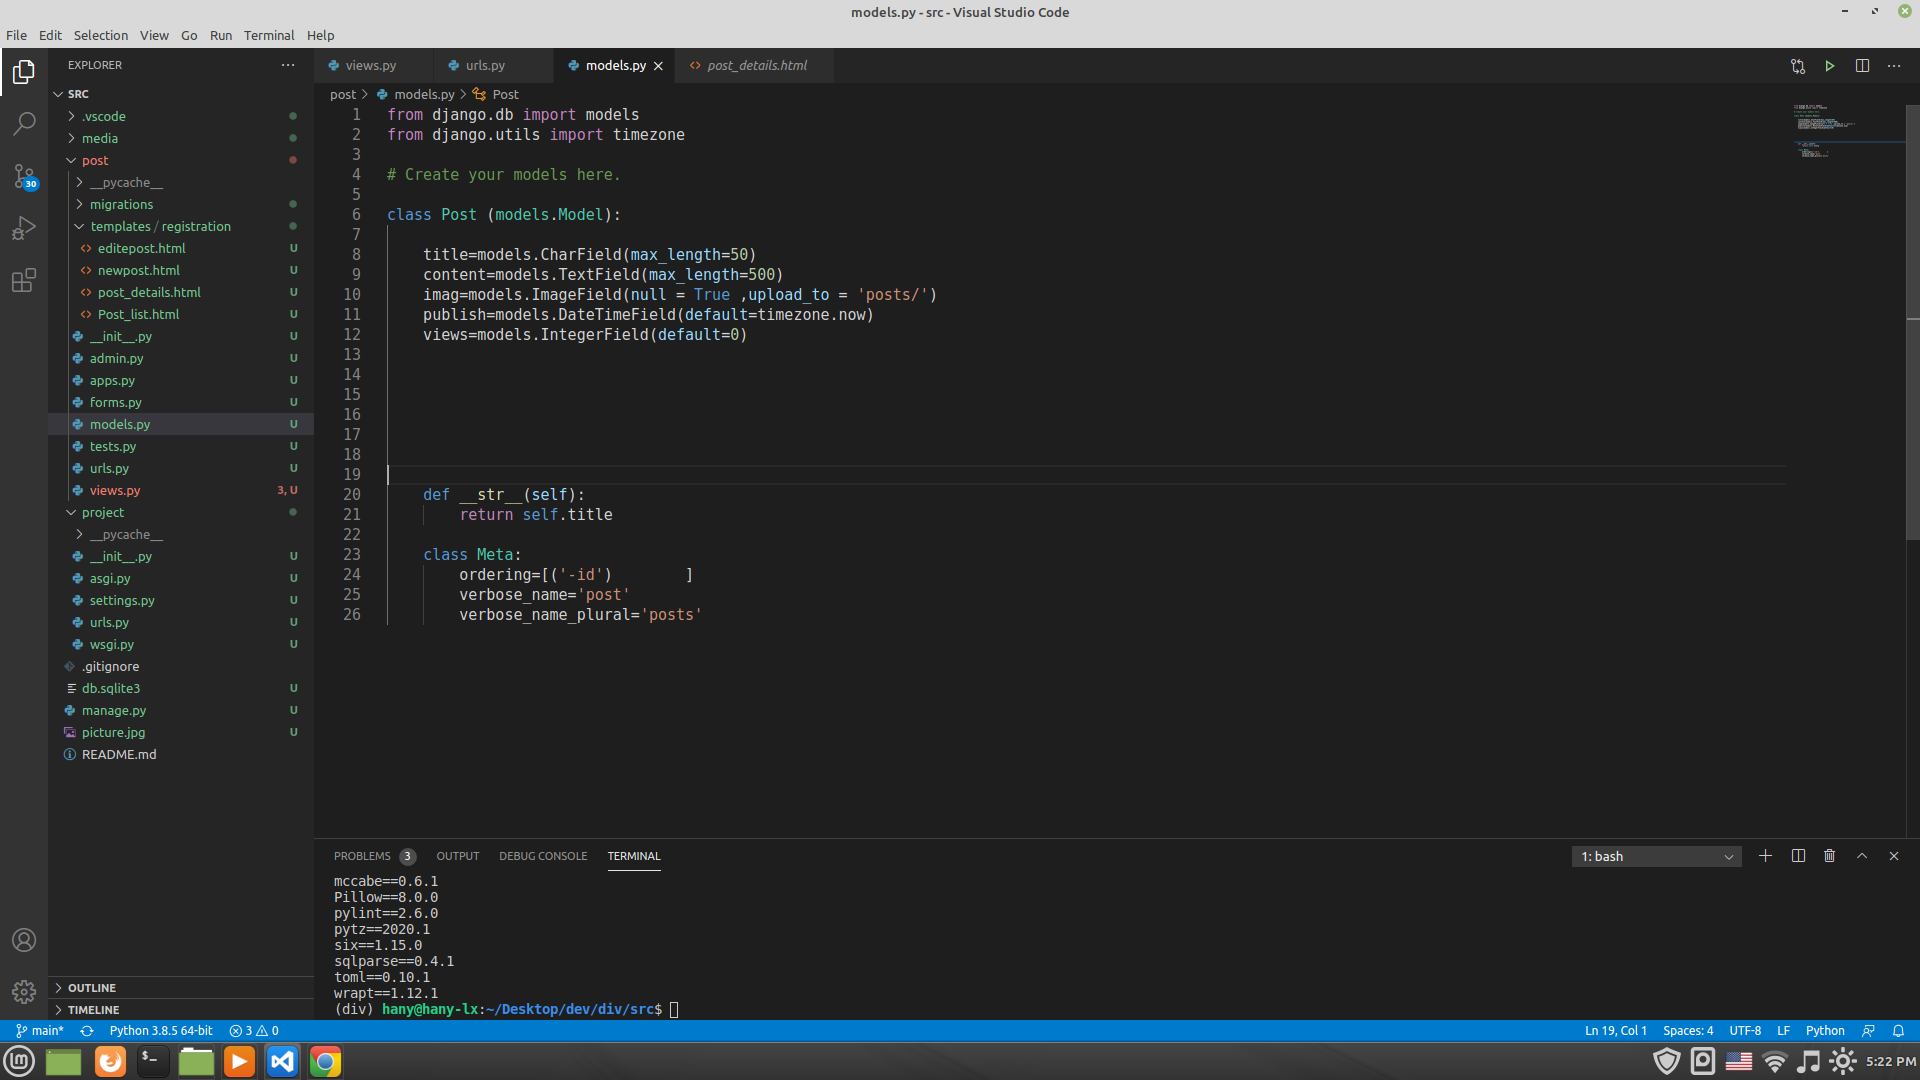 models.py - src - Visual Studio Code
File Edit Selection View Go Run Terminal Help
EXPLORER
SRC
.vscode
media
post
__pycache__
migrations
templates / registration
editepost.html U
newpost.html U
post_details.html U
Post_list.html U
__init__.py U
admin.py U
apps.py U
forms.py U
models.py U
tests.py U
urls.py U
views.py 3, U
project
__pycache__
__init__.py U
asgi.py U
settings.py U
urls.py U
wsgi.py U
.gitignore
db.sqlite3 U
manage.py U
picture.jpg U
README.md
OUTLINE
TIMELINE
30
views.py urls.py models.py post_details.html
post > models.py > Post
1 from django.db import models
2 from django.utils import timezone
3
4 # Create your models here.
5
6 class Post (models.Model):
7
8 title=models.CharField(max_length=50)
9 content=models.TextField(max_length=500)
10 imag=models.ImageField(null = True ,upload_to = 'posts/')
11 publish=models.DateTimeField(default=timezone.now)
12 views=models.IntegerField(default=0)
13
14
15
16
17
18
19
20 def __str__(self):
21 return self.title
22
23 class Meta:
24 ordering=[('-id') ]
25 verbose_name='post'
26 verbose_name_plural='posts'
PROBLEMS 3 OUTPUT DEBUG CONSOLE TERMINAL 1: bash
mccabe==0.6.1
Pillow==8.0.0
pylint==2.6.0
pytz==2020.1
six==1.15.0
sqlparse==0.4.1
toml==0.10.1
wrapt==1.12.1
(div) hany@hany-lx:~/Desktop/dev/div/src$
main* Python 3.8.5 64-bit 3 0 Ln 19, Col 1 Spaces: 4 UTF-8 LF Python
5:22 PM